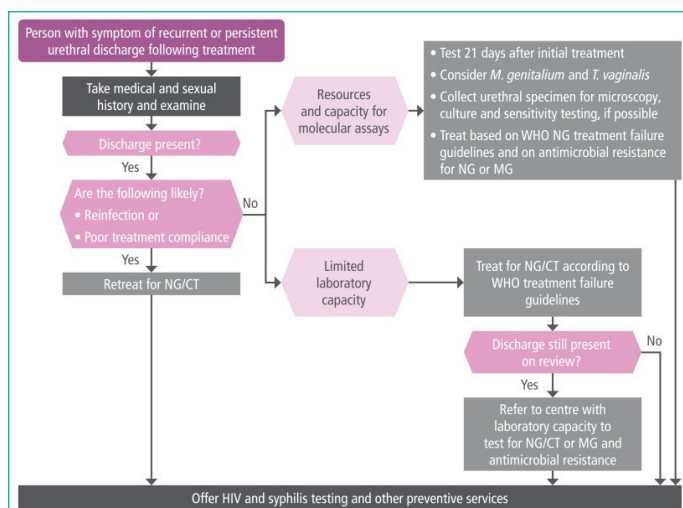 Person with symptom of recurrent or persistent
urethral discharge following treatment
Take medical and sexual
history and examine
Discharge present?
Yes
Are the following likely?
• Reinfection or
• Poor treatment compliance
No
Yes
Retreat for NG/CT
Resources
and capacity for
molecular assays
• Test 21 days after initial treatment
• Consider M. genitalium and T. vaginalis
• Collect urethral specimen for microscopy,
culture and sensitivity testing, if possible
• Treat based on WHO NG treatment failure
guidelines and on antimicrobial resistance
for NG or MG
Limited
laboratory
capacity
Treat for NG/CT according to
WHO treatment failure
guidelines
Discharge still present
on review?
No
Yes
Refer to centre with
laboratory capacity to
test for NG/CT or MG and
antimicrobial resistance
Offer HIV and syphilis testing and other preventive services